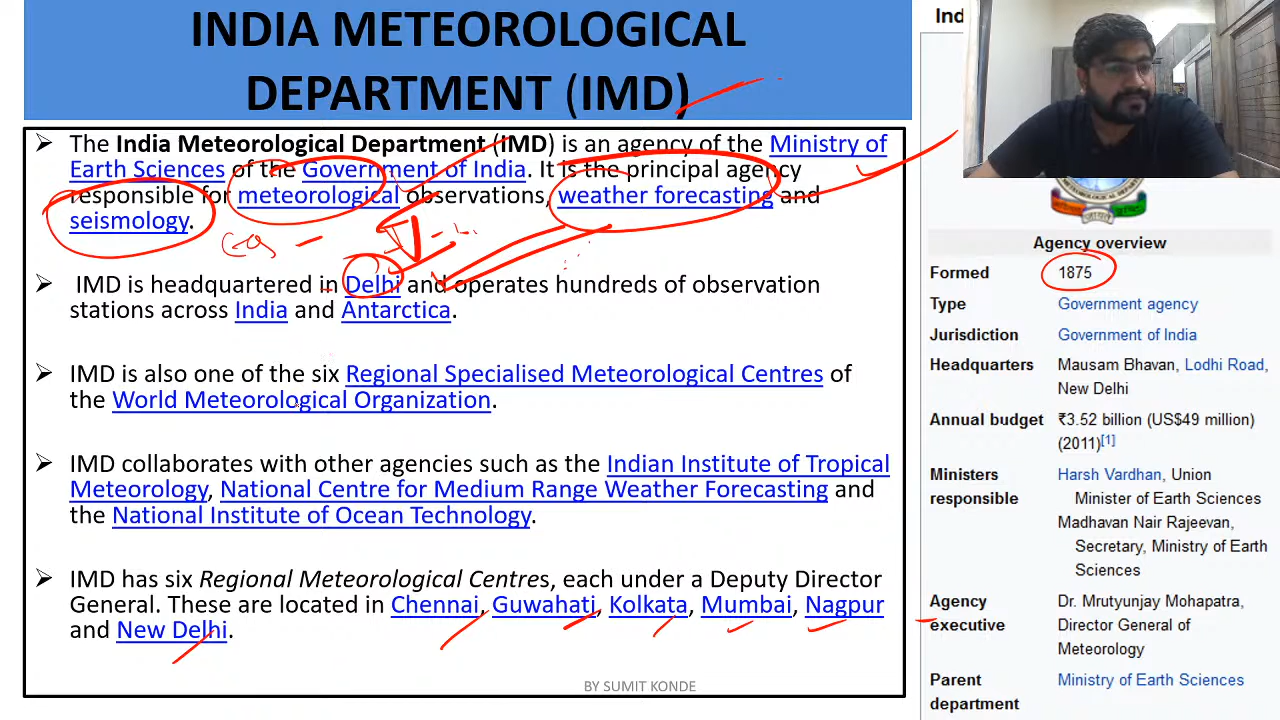 INDIA METEOROLOGICAL
DEPARTMENT (IMD)
The India Meteorological Department (IMD) is an agency of the Ministry of
Earth Sciences of the Government of India. It is the principal agency
responsible for meteorological observations, weather forecasting and
seismology.
IMD is headquartered in Delhi and operates hundreds of observation
stations across India and Antarctica.
IMD is also one of the six Regional Specialised Meteorological Centres of
the World Meteorological Organization.
IMD collaborates with other agencies such as the Indian Institute of Tropical
Meteorology, National Centre for Medium Range Weather Forecasting and
the National Institute of Ocean Technology.
IMD has six Regional Meteorological Centres, each under a Deputy Director
General. These are located in Chennai, Guwahati, Kolkata, Mumbai, Nagpur
and New Delhi.
BY SUMIT KONDE
Agency overview
Formed 1875
Type Government agency
Jurisdiction Government of India
Headquarters Mausam Bhavan, Lodhi Road,
New Delhi
Annual budget ₹3.52 billion (US$49 million)
(2011)[1]
Ministers Harsh Vardhan, Union
responsible Minister of Earth Sciences
Madhavan Nair Rajeevan,
Secretary, Ministry of Earth
Sciences
Agency Dr. Mrutyunjay Mohapatra,
executive Director General of
Meteorology
Parent Ministry of Earth Sciences
department